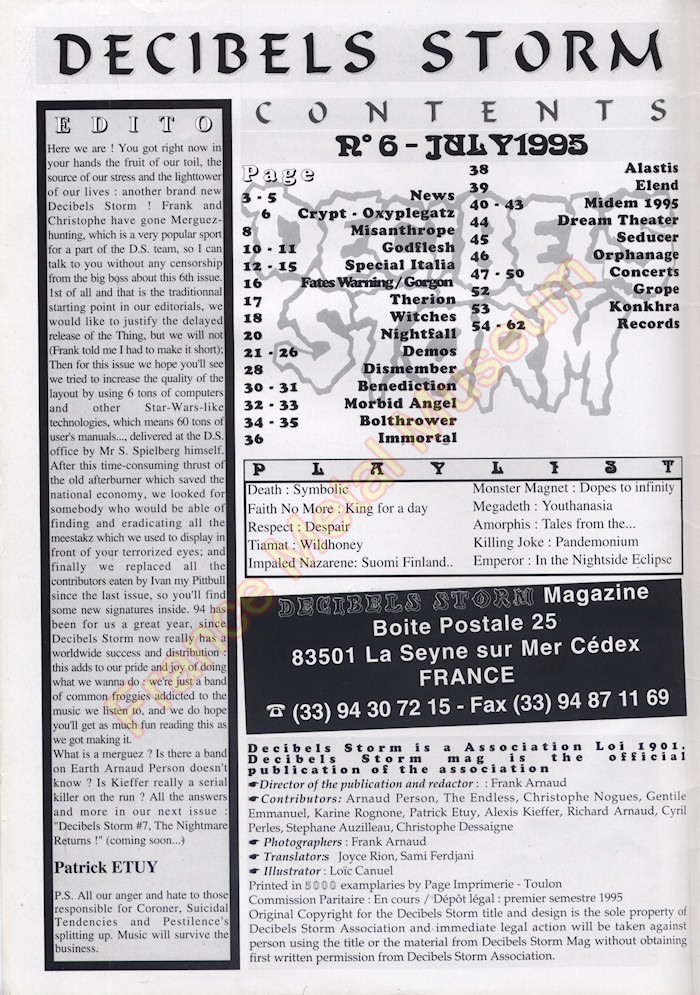 DECIBELS STORM
EDITO
Here we are ! You got right now in
your hands the fruit of our toil, the
source of our stress and the lighttower
of our lives : another brand new
Decibels Storm ! Frank and
Christophe have gone Merguez-
hunting, which is a very popular sport
for a part of the D.S. team, so I can
talk to you without any censorship
from the big boss about this 6th issue.
1st of all and that is the traditionnal
starting point in our editorials, we
would like to justify the delayed
release of the Thing, but we will not
(Frank told me I had to make it short);
Then for this issue we hope you'll see
we tried to increase the quality of the
layout by using 6 tons of computers
and other Star-Wars-like
technologies, which means 60 tons of
user's manuals..., delivered at the D.S.
office by Mr S. Spielberg himself.
After this time-consuming thrust of
the old afterburner which saved the
national economy, we looked for
somebody who would be able of
finding and eradicating all the
meestakz which we used to display in
front of your terrorized eyes; and
finally we replaced all the
contributors eaten by Ivan my Pittbull
since the last issue, so you'll find
some new signatures inside. 94 has
been for us a great year, since
Decibels Storm now really has a
worldwide success and distribution :
this adds to our pride and joy of doing
what we wanna do : we're just a band
of common froggies addicted to the
music we listen to, and we do hope
you'll get as much fun reading this as
we got making it.
What is a merguez ? Is there a band
on Earth Arnaud Person doesn't
know ? Is Kieffer really a serial
killer on the run ? All the answers
and more in our next issue :
"Decibels Storm #7, The Nightmare
Returns !" (coming soon...)
Patrick ETUY
P.S. All our anger and hate to those
responsible for Coroner, Suicidal
Tendencies and Pestilence's
splitting up. Music will survive the
business.
CONTENTS
N° 6 - JULY 1995
Page
3 - 5 News
6 Crypt - Oxyplegatz
8 Misanthrope
10 - 11 Godflesh
12 - 15 Special Italia
16 Fates Warning / Gorgon
17 Therion
18 Witches
20 Nightfall
21 - 26 Demos
28 Dismember
30 - 31 Benediction
32 - 33 Morbid Angel
34 - 35 Bolthrower
36 Immortal
38 Alastis
39 Elend
40 - 43 Midem 1995
44 Dream Theater
45 Seducer
46 Orphanage
47 - 50 Concerts
52 Grope
53 Konkhra
54 - 62 Records
DECIBELS
STORM
PLAYLIST
Death : Symbolic
Faith No More : King for a day
Respect : Despair
Tiamat : Wildhoney
Impaled Nazarene: Suomi Finland..
Monster Magnet : Dopes to infinity
Megadeth : Youthanasia
Amorphis : Tales from the...
Killing Joke : Pandemonium
Emperor : In the Nightside Eclipse
DECIBELS STORM Magazine
Boite Postale 25
83501 La Seyne sur Mer Cédex
FRANCE
☎ (33) 94 30 72 15 - Fax (33) 94 87 11 69
Decibels Storm is a Association Loi 1901.
Decibels Storm mag is the official
publication of the association
☛Director of the publication and redactor : : Frank Arnaud
☛Contributors: Arnaud Person, The Endless, Christophe Nogues, Gentile
Emmanuel, Karine Rognone, Patrick Etuy, Alexis Kieffer, Richard Arnaud, Cyril
Perles, Stephane Auzilleau, Christophe Dessaigne
☛ Photographers : Frank Arnaud
☛ Translator: Joyce Rion, Sami Ferdjani
☛ Illustrator : Loïc Canuel
Printed in 5000 examplaries by Page Imprimerie - Toulon
Commission Paritaire : En cours / Dépôt légal : premier semestre 1995
Original Copyright for the Decibels Storm title and design is the sole property of
Decibels Storm Association and immediate legal action will be taken against
person using the title or the material from Decibels Storm Mag without obtaining
first written permission from Decibels Storm Association.
France Metal Museum